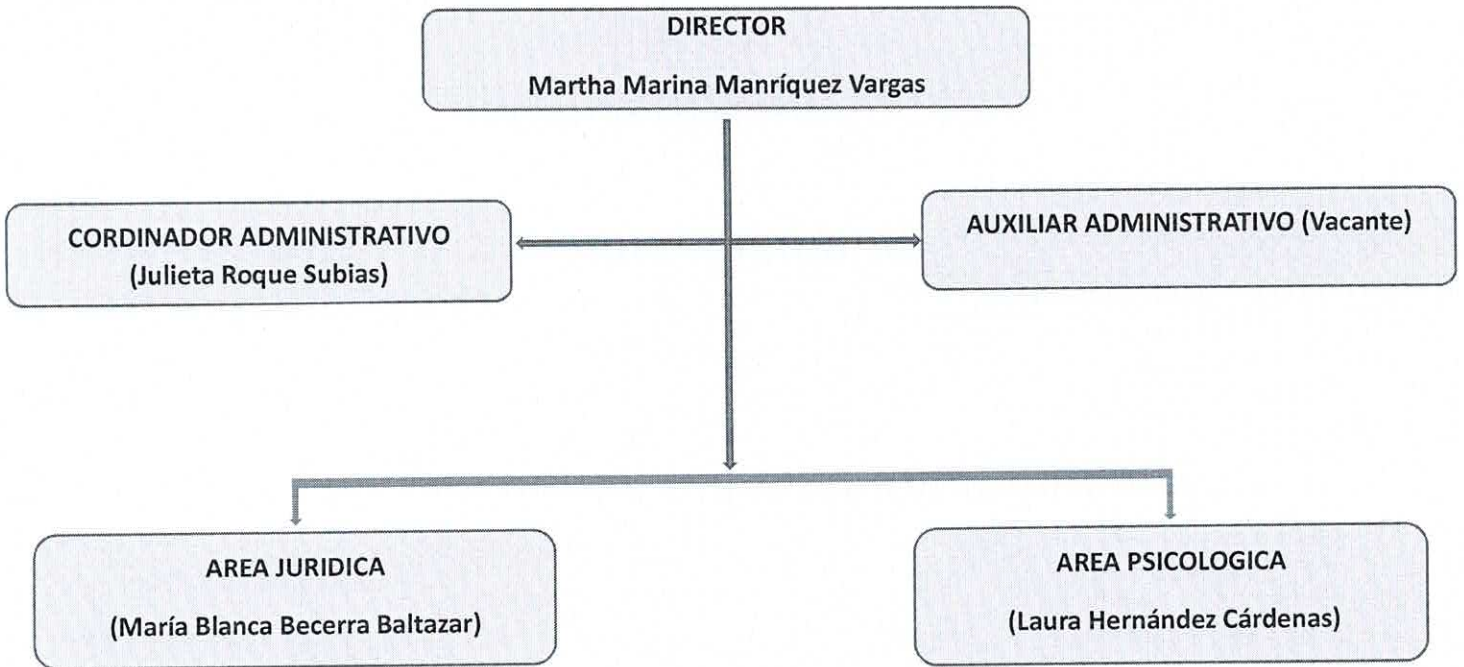 DIRECTOR
Martha Marina Manríquez Vargas
CORDINADOR ADMINISTRATIVO
(Julieta Roque Subias)
AUXILIAR ADMINISTRATIVO (Vacante)
AREA JURIDICA
(María Blanca Becerra Baltazar)
AREA PSICOLOGICA
(Laura Hernández Cárdenas)